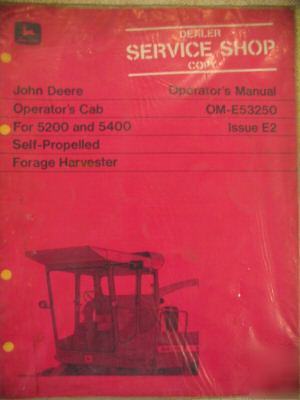 DEALER
SERVICE SHOP
COPY
John Deere
Operator's Manual
Operator's Cab
OM-E53250
For 5200 and 5400
Issue E2
Self-Propelled
Forage Harvester